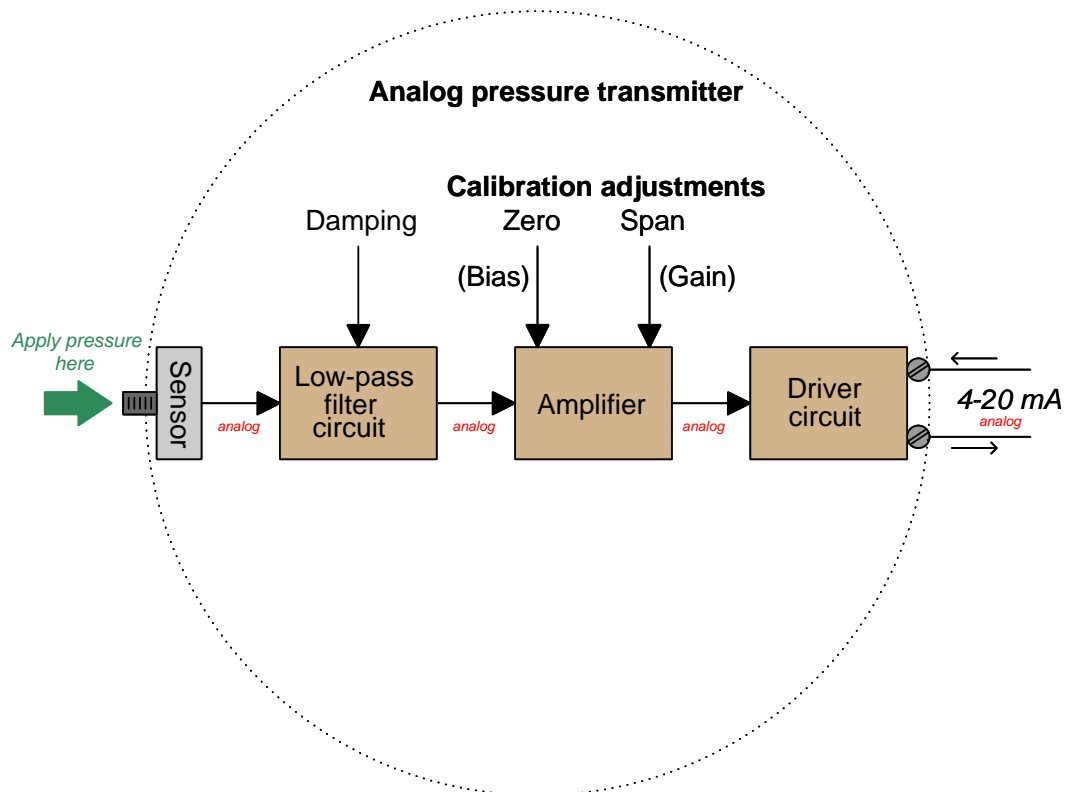 Analog pressure transmitter
Calibration adjustments
Damping
Zero
Span
(Bias)
(Gain)
Apply pressure
here
Sensor
analog
Low-pass
filter
circuit
analog
Amplifier
analog
Driver
circuit
4-20 mA
analog